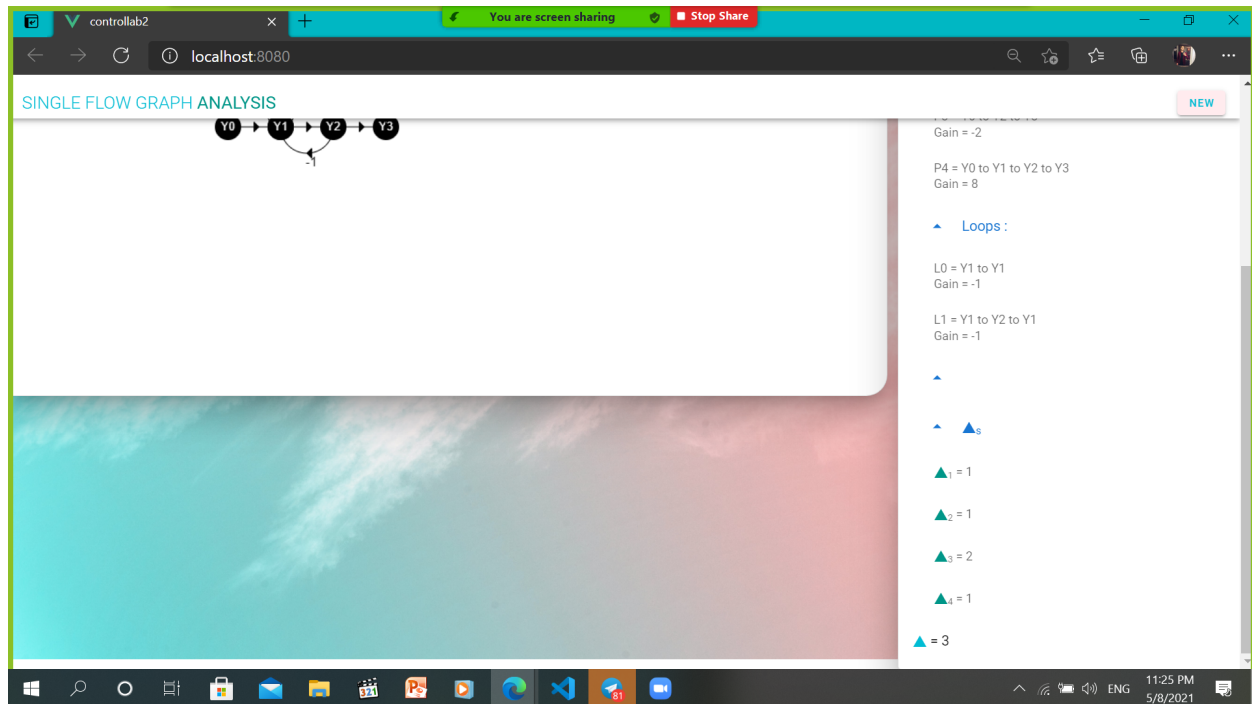 controllab2
You are screen sharing
Stop Share
localhost:8080
SINGLE FLOW GRAPH ANALYSIS
NEW
Y0 Y1 Y2 Y3
-1
Gain = -2
P4 = Y0 to Y1 to Y2 to Y3
Gain = 8
Loops :
L0 = Y1 to Y1
Gain = -1
L1 = Y1 to Y2 to Y1
Gain = -1
▲s
▲1 = 1
▲2 = 1
▲3 = 2
▲4 = 1
▲ = 3
321
81
ENG
11:25 PM
5/8/2021